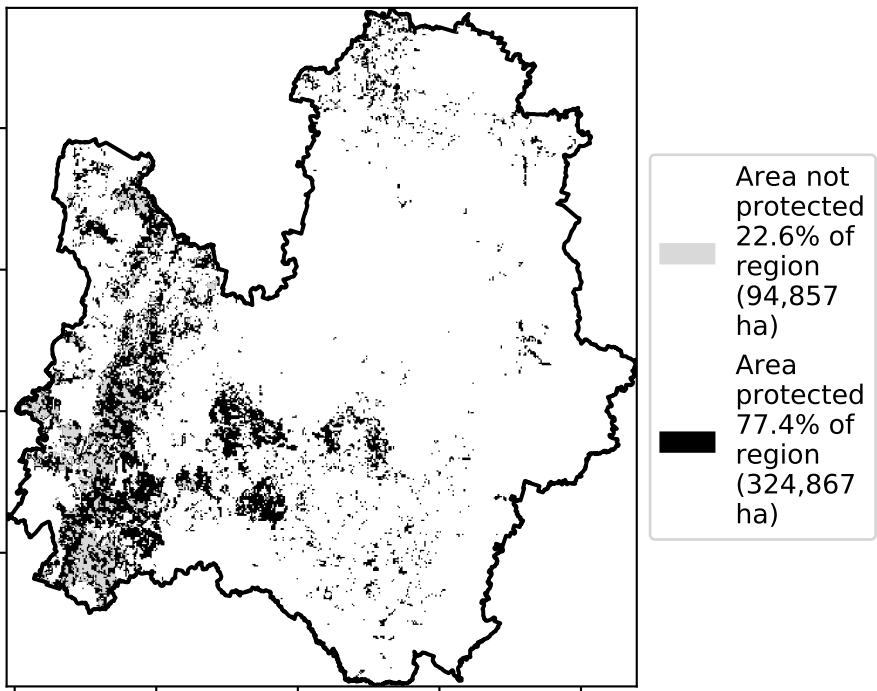 Area not
protected
22.6% of
region
(94,857
ha)
Area
protected
77.4% of
region
(324,867
ha)